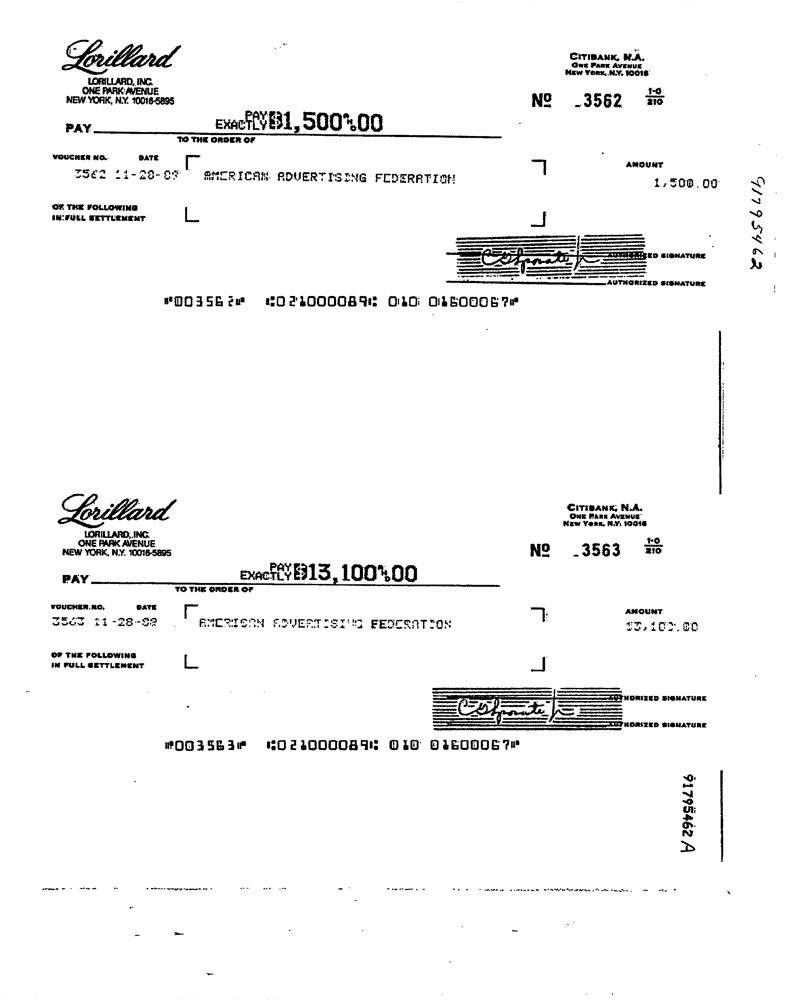 Lorillard
LORILLARD, INC.
ONE PARK AVENUE
NEW YORK, N.Y. 10016-5895
CITIBANK, N.A.
ONE PARK AVENUE
NEW YORK, N.Y. 10016
Nº 3562 1-0/210
PAY EXACTLY PAY $1,500 00
TO THE ORDER OF
VOUCHER NO. DATE AMOUNT
3562 11-28-89 AMERICAN ADVERTISING FEDERATION 1,500.00
OF THE FOLLOWING
IN FULL SETTLEMENT
AUTHORIZED SIGNATURE
AUTHORIZED SIGNATURE
⑈003562⑈ ⑆021000089⑆ 010 01600067⑈
91795462
Lorillard
LORILLARD, INC.
ONE PARK AVENUE
NEW YORK, N.Y. 10016-5895
CITIBANK, N.A.
ONE PARK AVENUE
NEW YORK, N.Y. 10016
Nº 3563 1-0/210
PAY EXACTLY PAY $13,100 00
TO THE ORDER OF
VOUCHER NO. DATE AMOUNT
3563 11-28-89 AMERICAN ADVERTISING FEDERATION 13,100.00
OF THE FOLLOWING
IN FULL SETTLEMENT
AUTHORIZED SIGNATURE
AUTHORIZED SIGNATURE
⑈003563⑈ ⑆021000089⑆ 010 01600067⑈
91795462 A